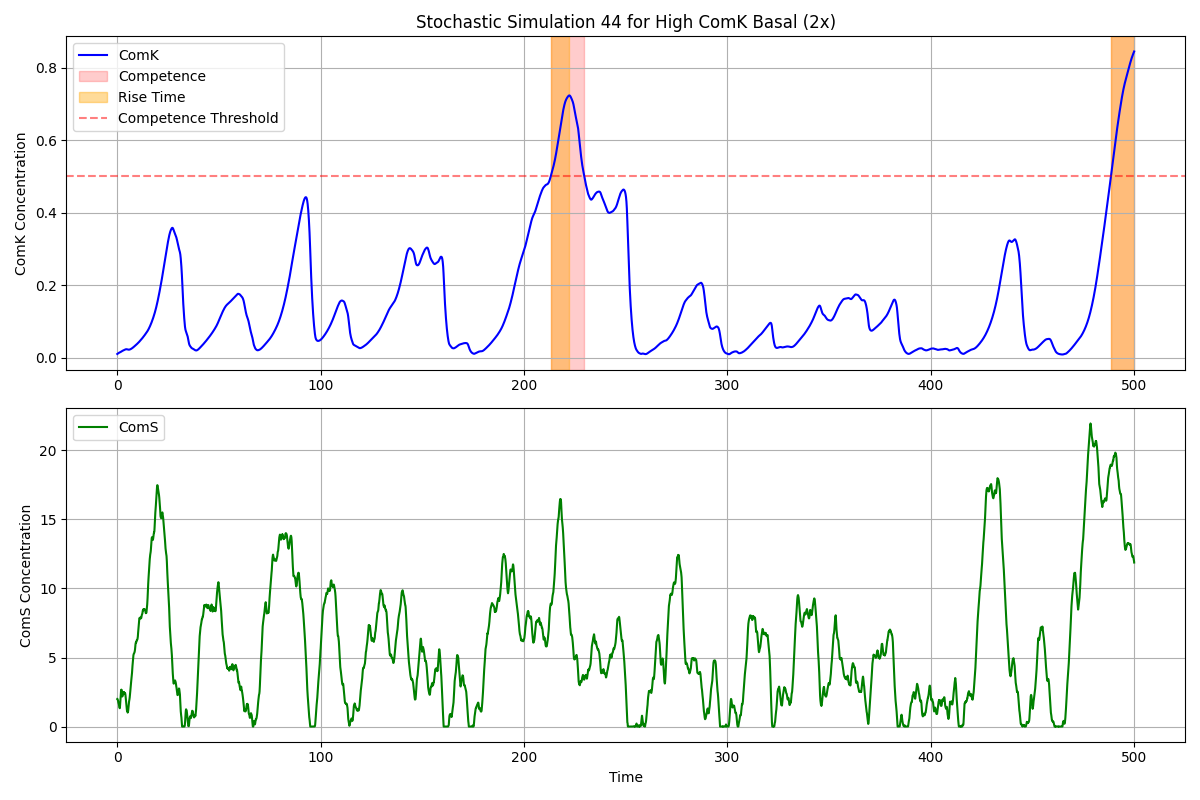 Stochastic Simulation 44 for High ComK Basal (2x)
ComK
Competence
Rise Time
Competence Threshold
ComK Concentration
0.8
0.6
0.4
0.2
0.0
0 100 200 300 400 500
ComS
ComS Concentration
20
15
10
5
0
0 100 200 300 400 500
Time